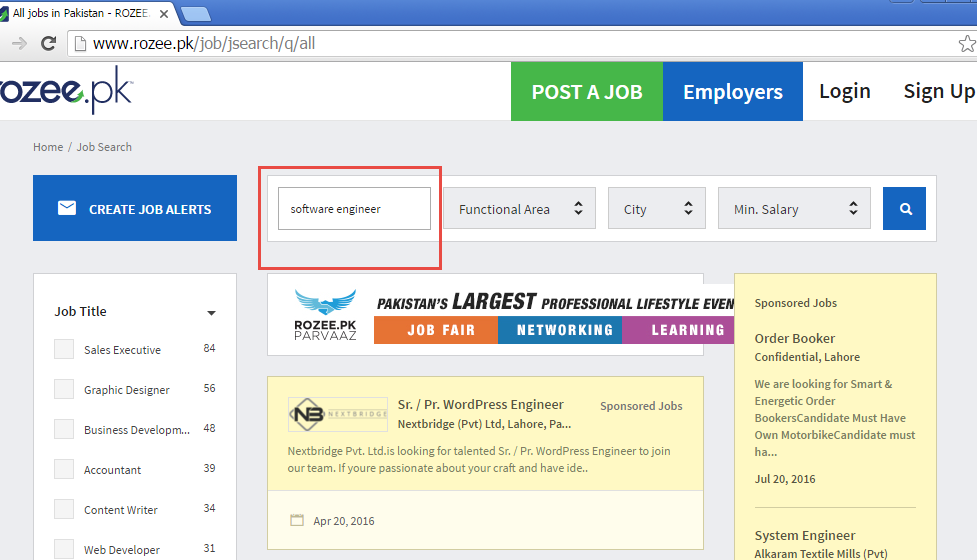 All jobs in Pakistan - ROZEE.
www.rozee.pk/job/jsearch/q/all
rozee.pk
POST A JOB
Employers
Login
Sign Up
Home / Job Search
CREATE JOB ALERTS
software engineer
Functional Area
City
Min. Salary
Job Title
Sales Executive 84
Graphic Designer 56
Business Developm... 48
Accountant 39
Content Writer 34
Web Developer 31
ROZEE.PK
PARVAAZ
PAKISTAN'S LARGEST PROFESSIONAL LIFESTYLE EVEN
JOB FAIR
NETWORKING
LEARNING
NB NEXTBRIDGE
Sr. / Pr. WordPress Engineer
Sponsored Jobs
Nextbridge (Pvt) Ltd, Lahore, Pa...
Nextbridge Pvt. Ltd.is looking for talented Sr. / Pr. WordPress Engineer to join
our team. If youre passionate about your craft and have ide..
Apr 20, 2016
Sponsored Jobs
Order Booker
Confidential, Lahore
We are looking for Smart &
Energetic Order
BookersCandidate Must Have
Own MotorbikeCandidate must
ha...
Jul 20, 2016
System Engineer
Alkaram Textile Mills (Pvt)